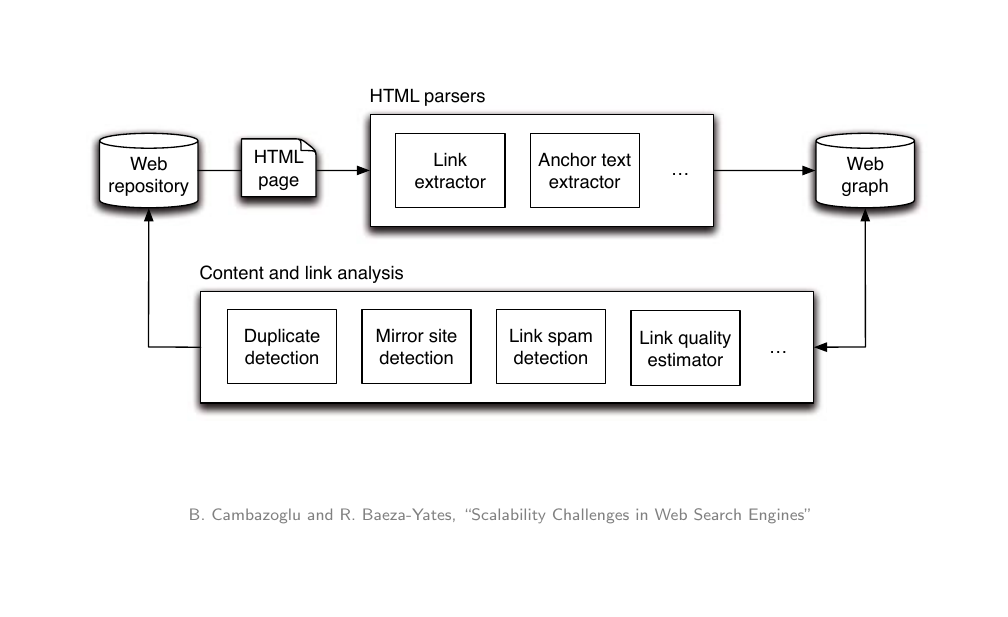 HTML parsers
Web
repository
HTML
page
Link
extractor
Anchor text
extractor
...
Web
graph
Content and link analysis
Duplicate
detection
Mirror site
detection
Link spam
detection
Link quality
estimator
...
B. Cambazoglu and R. Baeza-Yates, “Scalability Challenges in Web Search Engines”